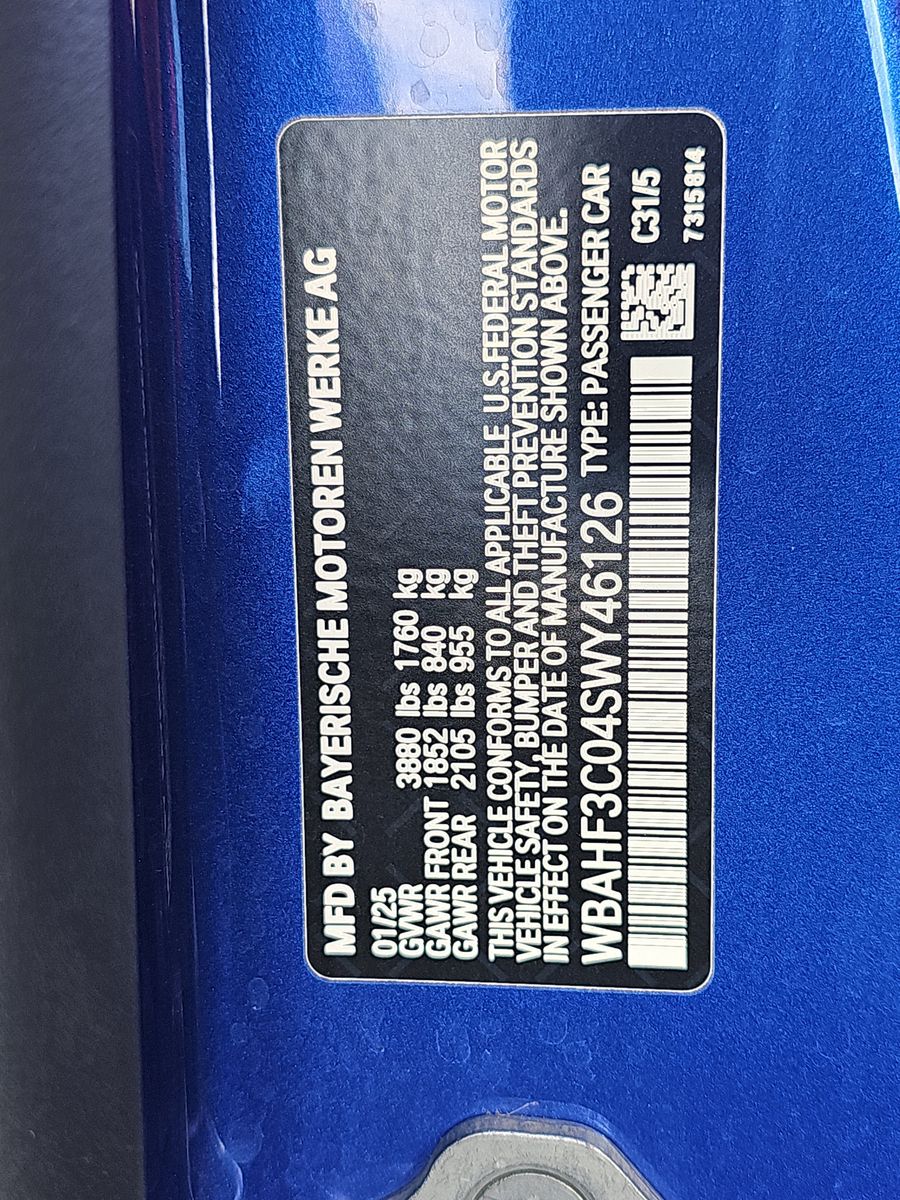 MFD BY BAYERISCHE MOTOREN WERKE AG
01/25
GVWR 3880 lbs 1760 kg
GAWR FRONT 1852 lbs 840 kg
GAWR REAR 2105 lbs 955 kg
THIS VEHICLE CONFORMS TO ALL APPLICABLE U.S.FEDERAL MOTOR
VEHICLE SAFETY, BUMPER AND THEFT PREVENTION STANDARDS
IN EFFECT ON THE DATE OF MANUFACTURE SHOWN ABOVE.
WBAHF3C04SWY46126 TYPE: PASSENGER CAR
C31/5
7315814